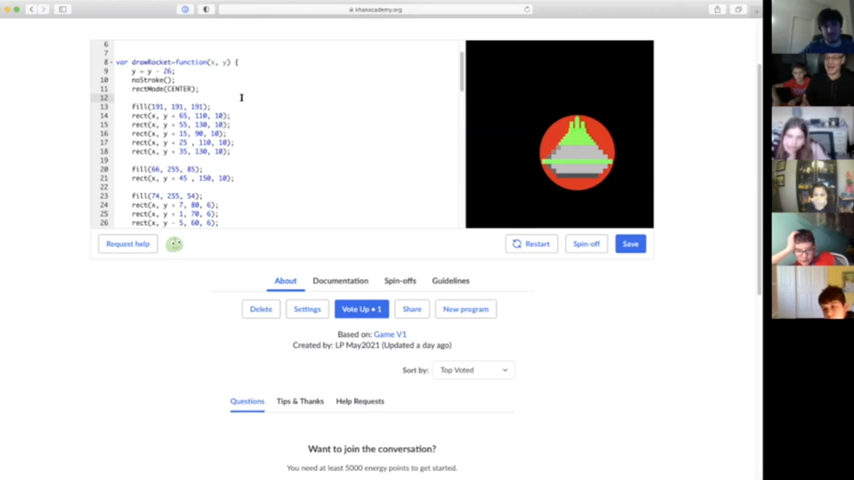 khanacademy.org
6
7
8 var drawRocket=function(x, y) {
9 y = y - 26;
10 noStroke();
11 rectMode(CENTER);
12
13 fill(191, 191, 191);
14 rect(x, y + 65, 110, 10);
15 rect(x, y + 55, 130, 10);
16 rect(x, y + 15, 90, 10);
17 rect(x, y + 25 , 110, 10);
18 rect(x, y + 35, 130, 10);
19
20 fill(66, 255, 85);
21 rect(x, y + 45 , 150, 10);
22
23 fill(74, 255, 54);
24 rect(x, y + 7, 80, 6);
25 rect(x, y + 1, 70, 6);
26 rect(x, y - 5, 60, 6);
Request help
Restart
Spin-off
Save
About Documentation Spin-offs Guidelines
Delete Settings Vote Up • 1 Share New program
Based on: Game V1
Created by: LP May2021 (Updated a day ago)
Sort by: Top Voted
Questions Tips & Thanks Help Requests
Want to join the conversation?
You need at least 5000 energy points to get started.